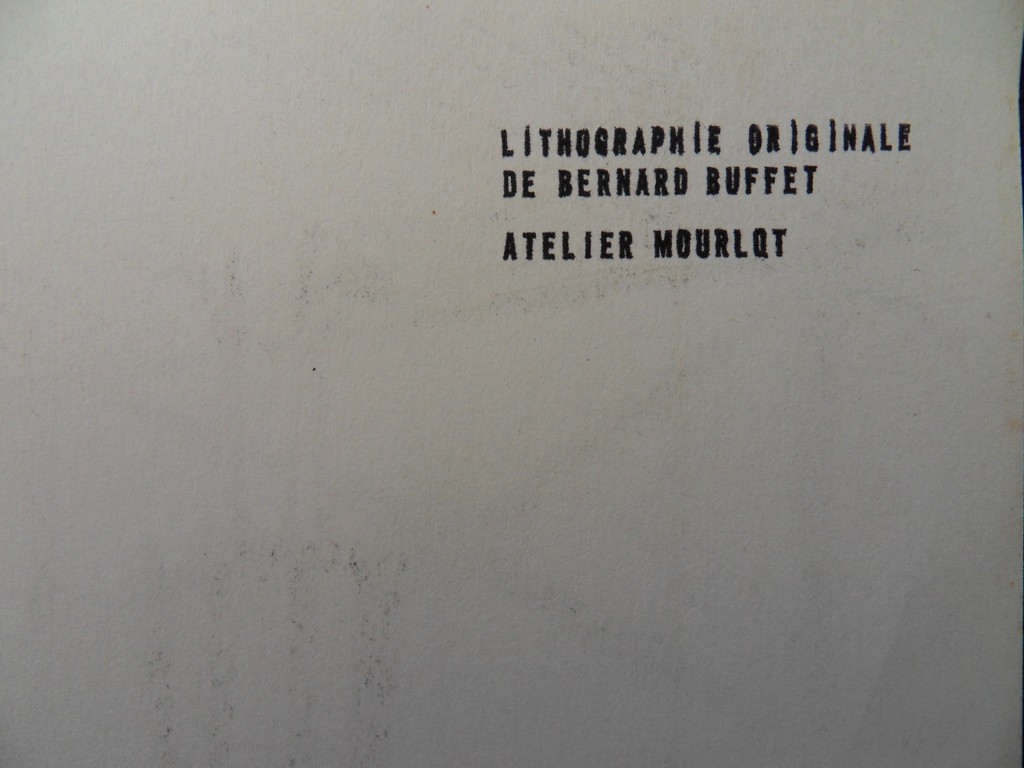 LITHOGRAPHIE ORIGINALE
DE BERNARD BUFFET
ATELIER MOURLOT